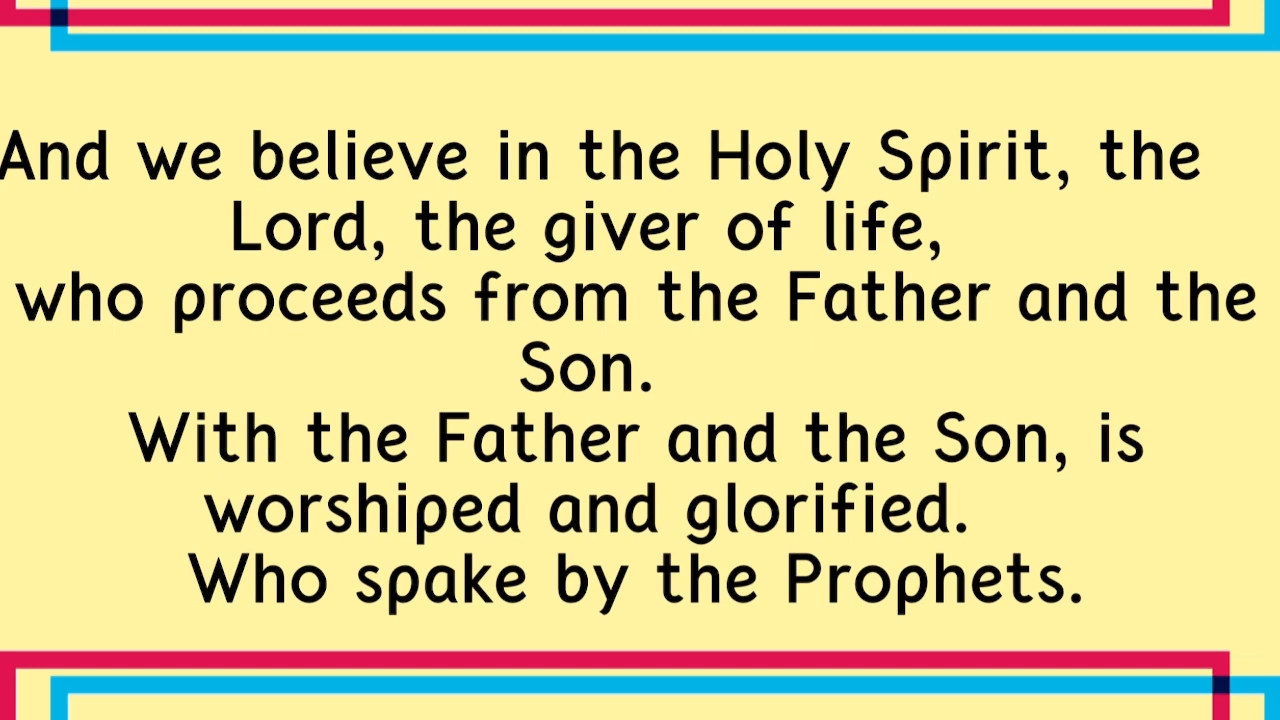 And we believe in the Holy Spirit, the
Lord, the giver of life,
who proceeds from the Father and the
Son.
With the Father and the Son, is
worshiped and glorified.
Who spake by the Prophets.